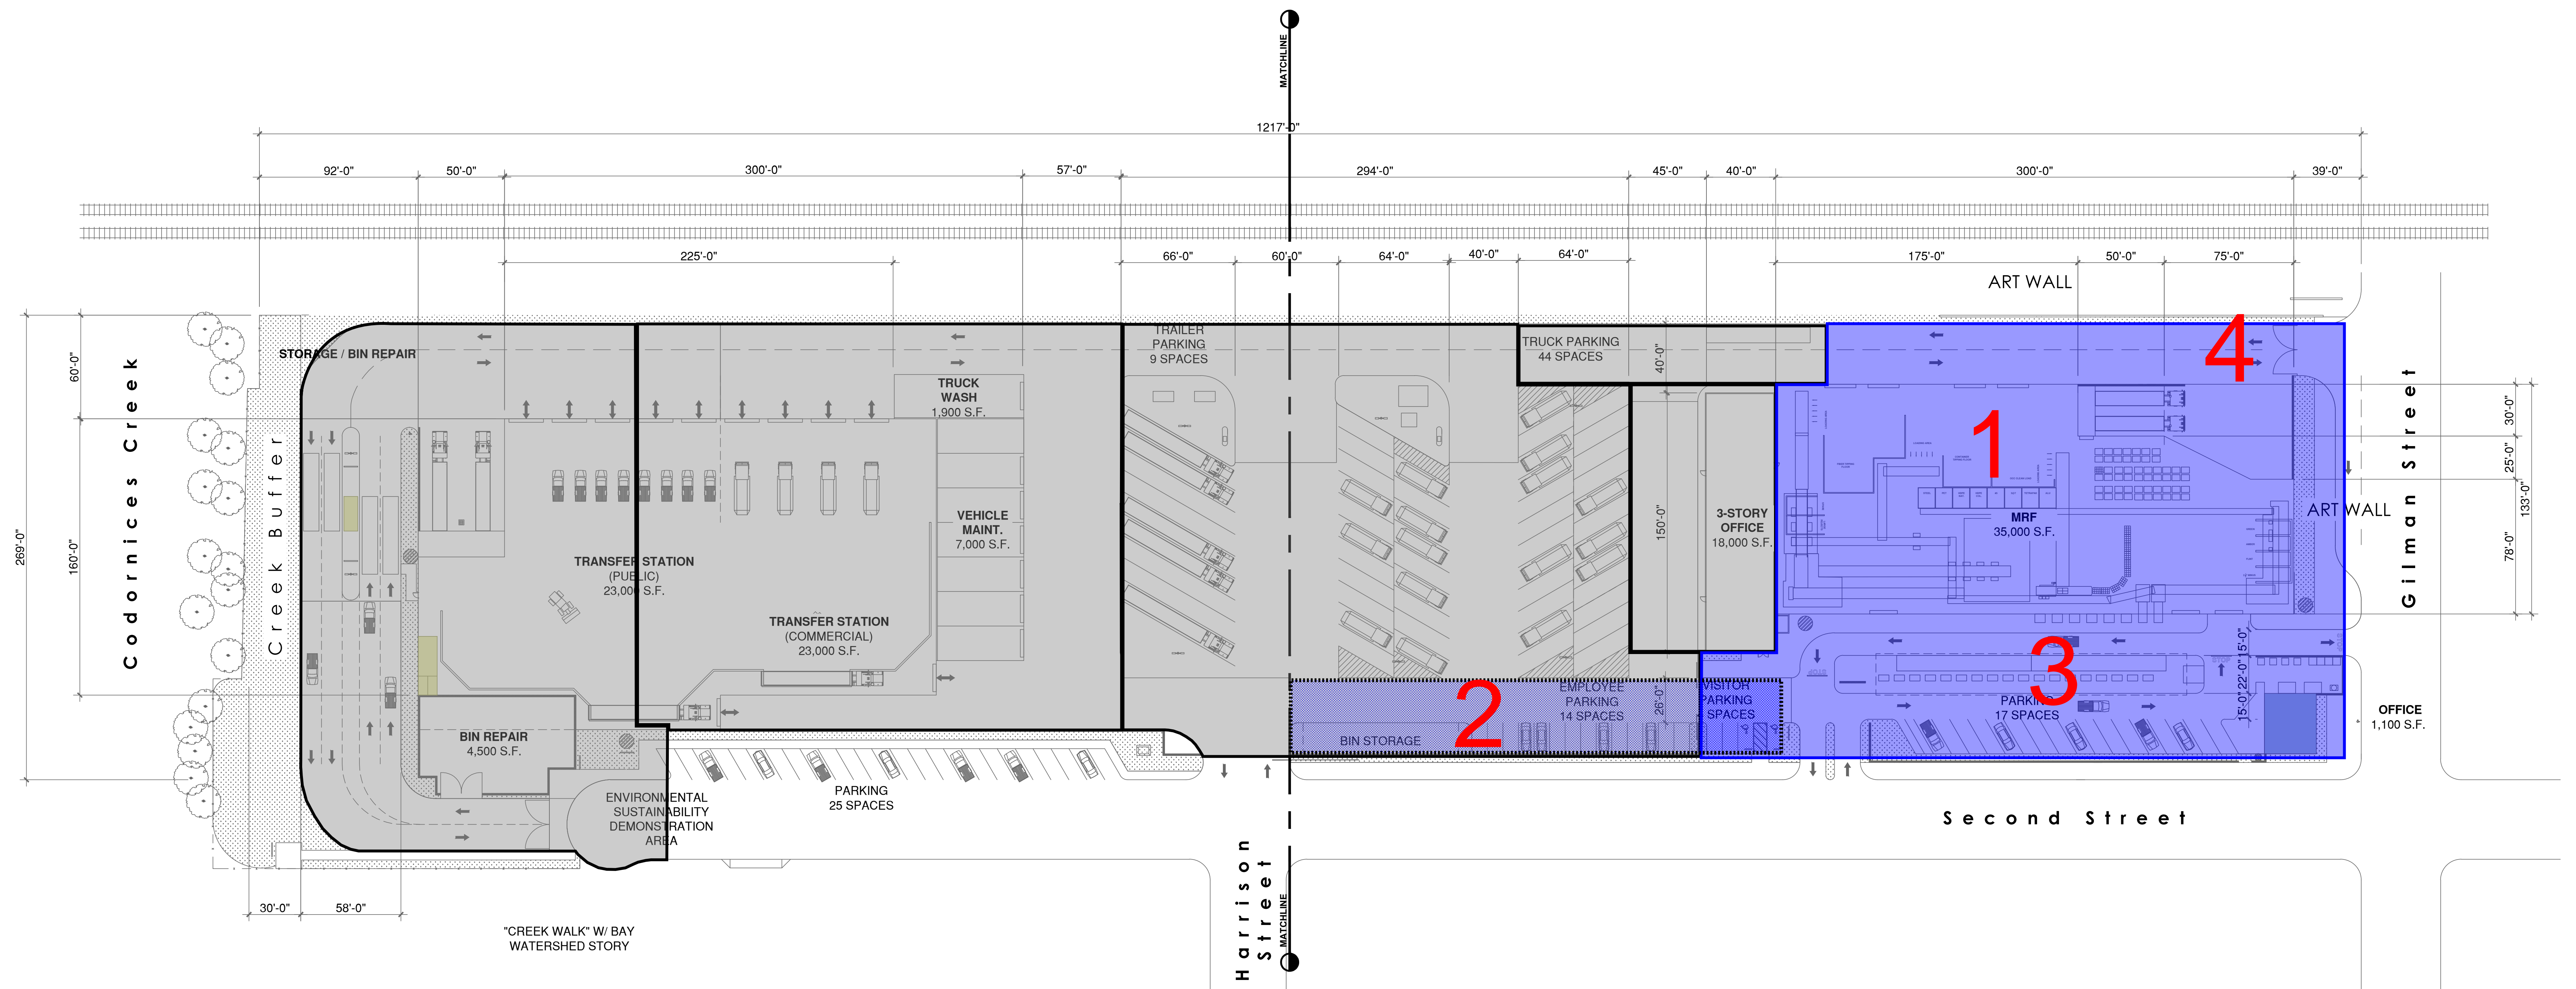 MATCHLINE
1217'-0"
92'-0"
50'-0"
300'-0"
57'-0"
294'-0"
45'-0"
40'-0"
300'-0"
39'-0"
225'-0"
66'-0"
60'-0"
64'-0"
40'-0"
64'-0"
175'-0"
50'-0"
75'-0"
ART WALL
4
269'-0"
60'-0"
160'-0"
Codornices Creek
Creek Buffer
STORAGE / BIN REPAIR
TRAILER
PARKING
9 SPACES
TRUCK PARKING
44 SPACES
40'-0"
TRUCK
WASH
1,900 S.F.
VEHICLE
MAINT.
7,000 S.F.
TRANSFER STATION
(PUBLIC)
23,000 S.F.
TRANSFER STATION
(COMMERCIAL)
23,000 S.F.
150'-0"
3-STORY
OFFICE
18,000 S.F.
1
MRF
35,000 S.F.
ART WALL
Gilman Street
30'-0"
25'-0"
133'-0"
78'-0"
BIN REPAIR
4,500 S.F.
2
BIN STORAGE
EMPLOYEE
PARKING
14 SPACES
26'-0"
VISITOR
PARKING
SPACES
3
PARKING
17 SPACES
15'-0"
22'-0"
15'-0"
OFFICE
1,100 S.F.
PARKING
25 SPACES
ENVIRONMENTAL
SUSTAINABILITY
DEMONSTRATION
AREA
Second Street
Harrison
Street
30'-0"
58'-0"
"CREEK WALK" W/ BAY
WATERSHED STORY
MATCHLINE